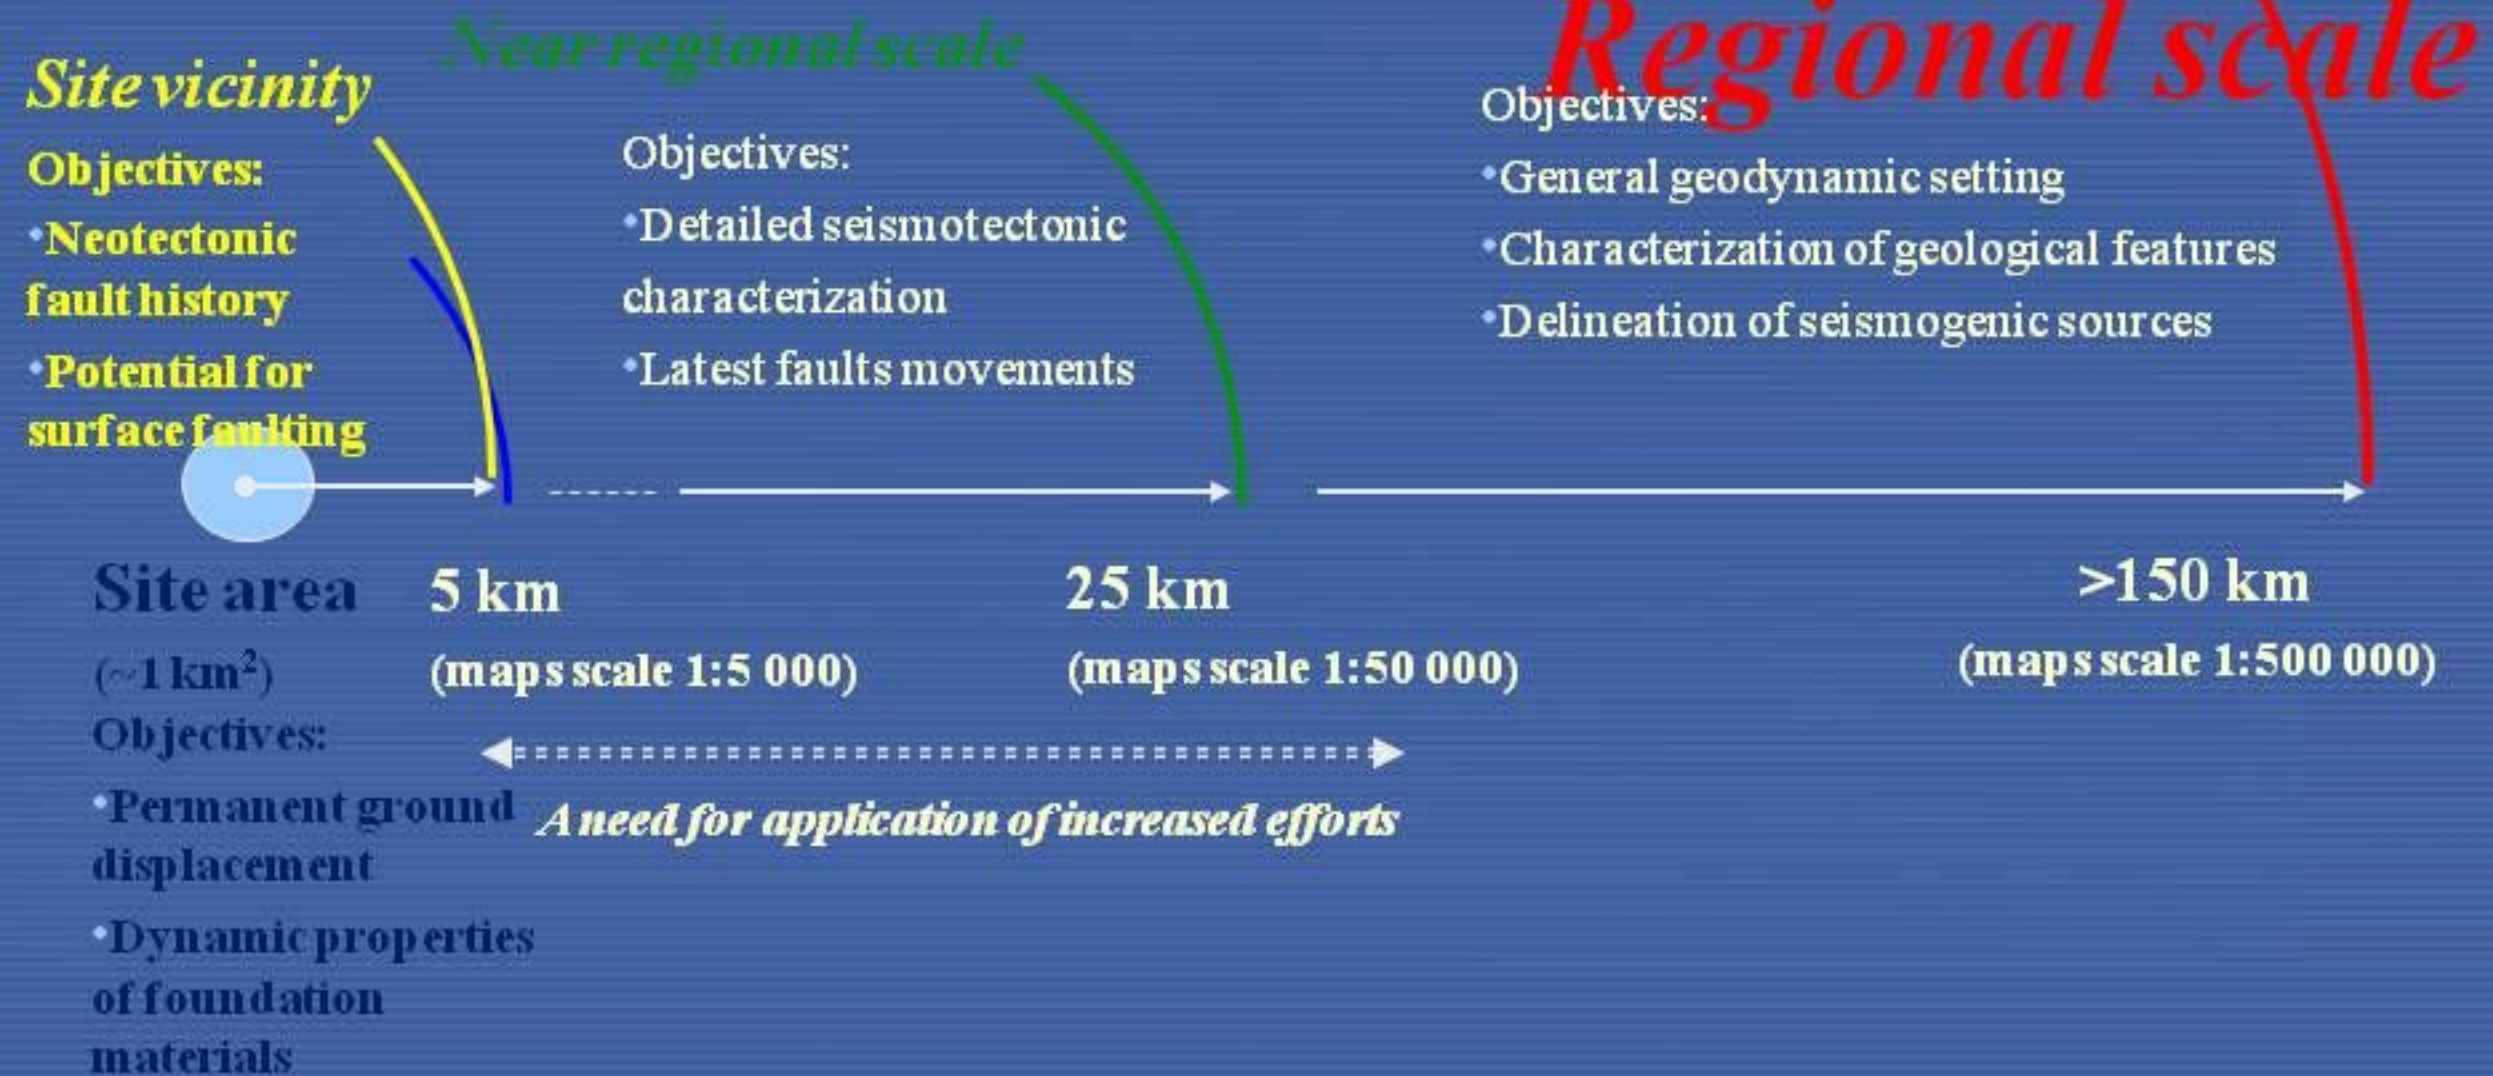 Near regional scale
Regional scale
Site vicinity
Objectives:
•Neotectonic
fault history
•Potential for
surface faulting
Objectives:
•Detailed seismotectonic
characterization
•Latest faults movements
Objectives:
•General geodynamic setting
•Characterization of geological features
•Delineation of seismogenic sources
Site area
(~1 km²)
Objectives:
•Permanent ground
displacement
•Dynamic properties
of foundation
materials
5 km
(maps scale 1:5 000)
25 km
(maps scale 1:50 000)
>150 km
(maps scale 1:500 000)
A need for application of increased efforts